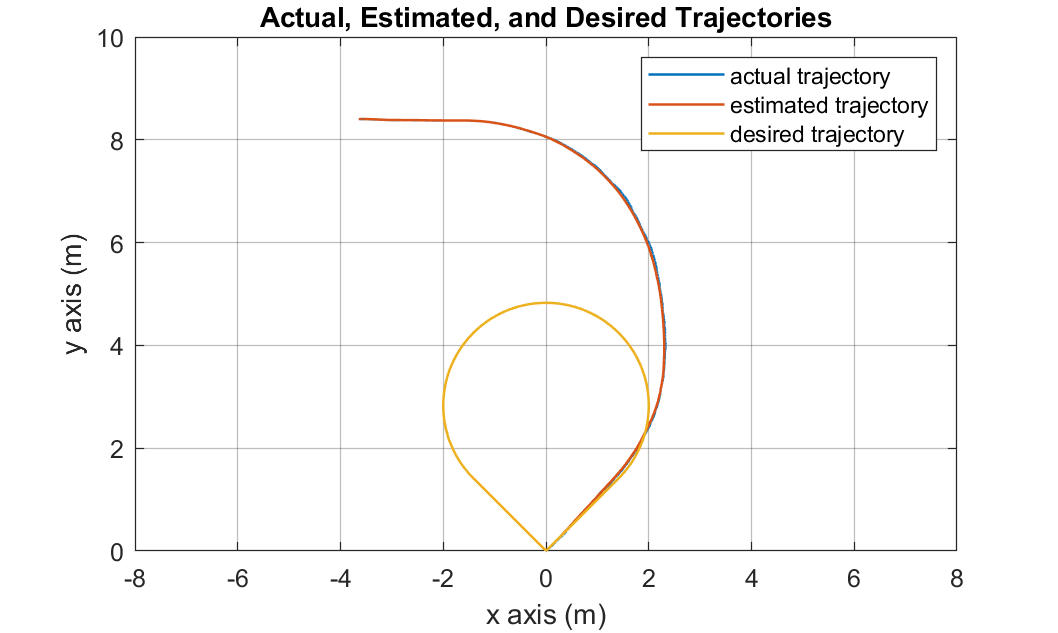 Actual, Estimated, and Desired Trajectories
actual trajectory
estimated trajectory
desired trajectory
y axis (m)
10
8
6
4
2
0
-8 -6 -4 -2 0 2 4 6 8
x axis (m)